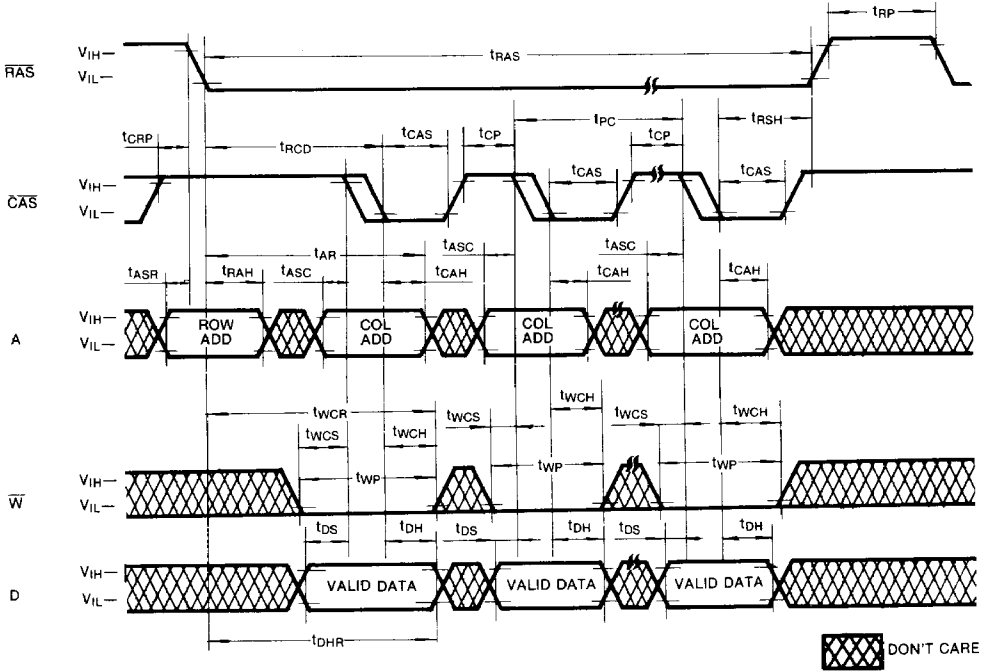 tRP
VIH
tRAS
RAS
VIL
tCRP
tRCD
tCAS
tCP
tPC
tCP
tRSH
VIH
tCAS
tCAS
CAS
VIL
tASR
tRAH
tASC
tAR
tCAH
tASC
tCAH
tASC
tCAH
VIH
A
VIL
ROW ADD
COL ADD
COL ADD
COL ADD
tWCR
tWCS
tWCH
tWCS
tWCH
tWCS
tWCH
tWP
tWP
tWP
VIH
W
VIL
tDS
tDH
tDS
tDH
tDS
tDH
VIH
D
VIL
VALID DATA
VALID DATA
VALID DATA
tDHR
DON'T CARE